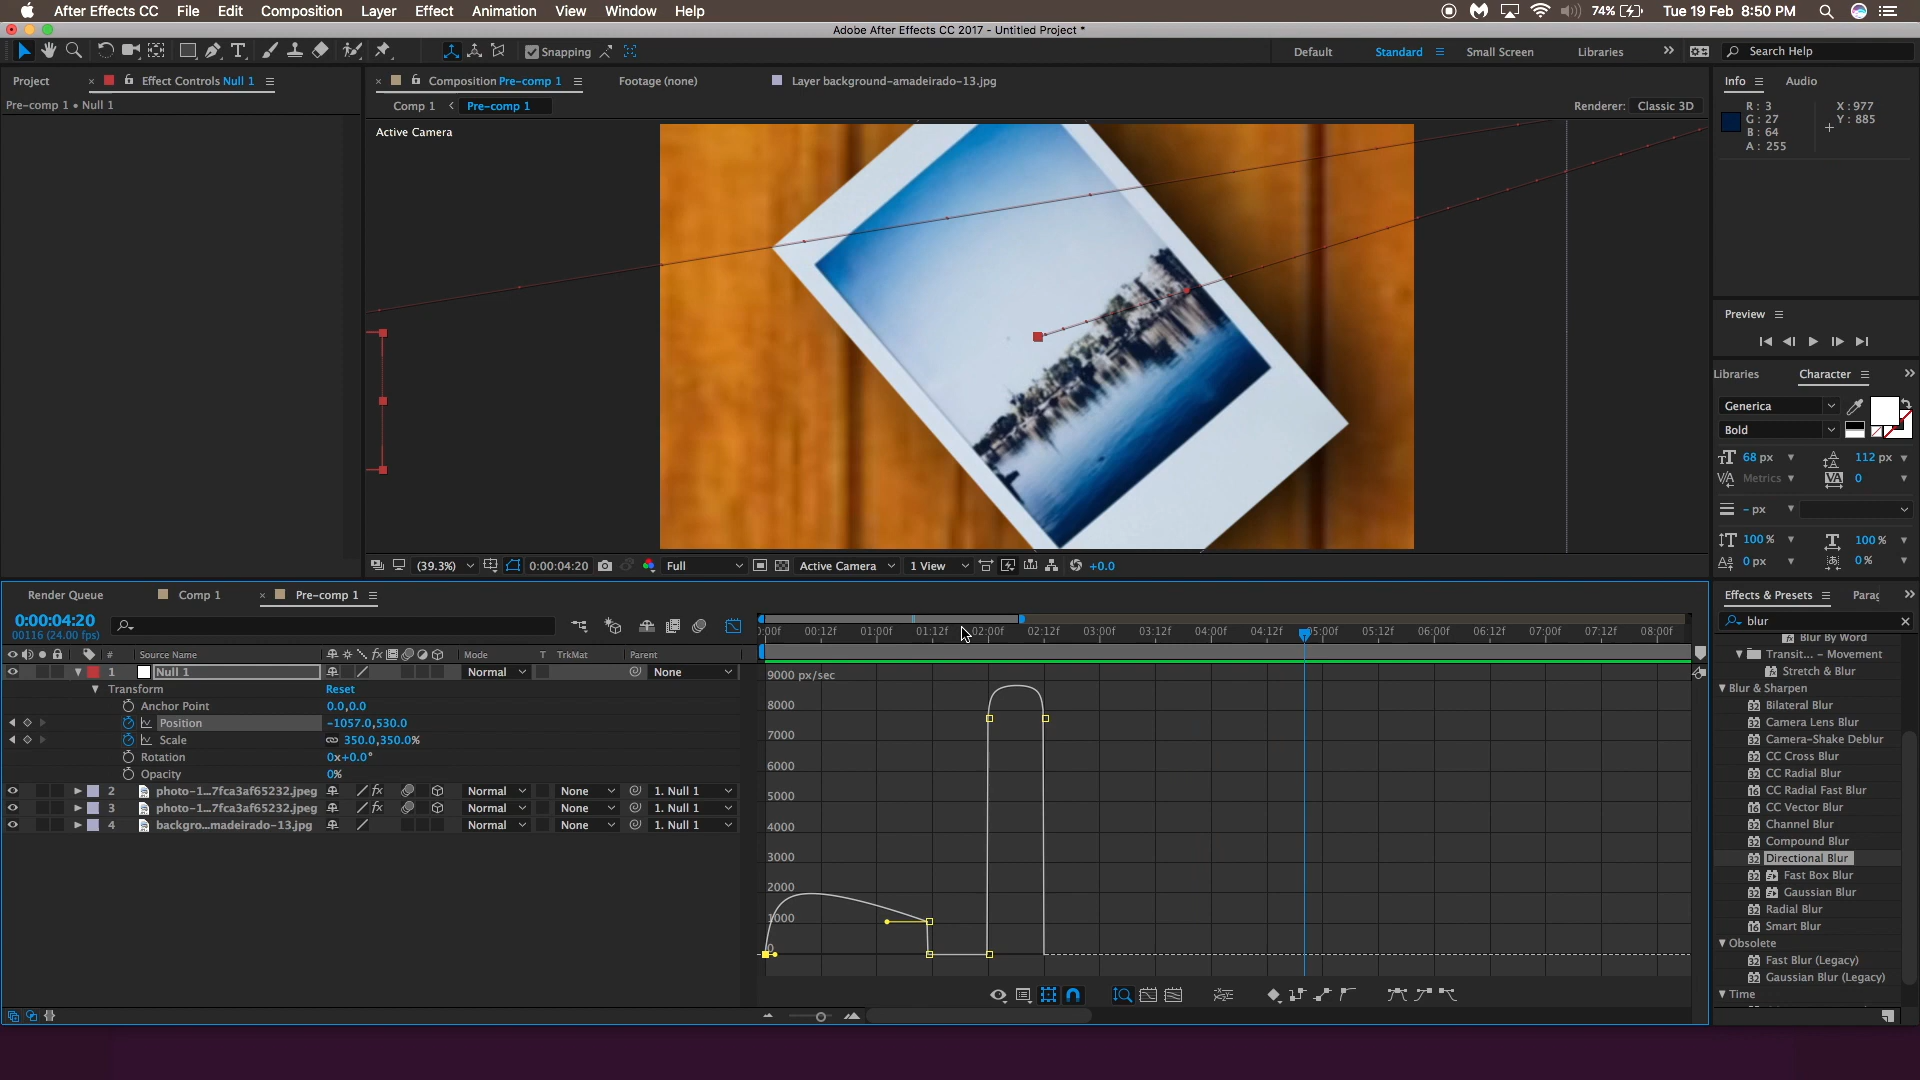 After Effects CC File Edit Composition Layer Effect Animation View Window Help 74% Tue 19 Feb 8:50 PM
Adobe After Effects CC 2017 - Untitled Project *
Snapping Default Standard Small Screen Libraries Search Help
Project Effect Controls Null 1 Composition Pre-comp 1 Footage (none) Layer background-amadeirado-13.jpg Info Audio
Pre-comp 1 • Null 1 Comp 1 Pre-comp 1 Renderer: Classic 3D
R: 3 X: 977
G: 27 Y: 885
B: 64
A: 255
Active Camera
Preview
Libraries Character
Generica
Bold
68 px 112 px
Metrics 0
- px
100% 100%
0 px 0%
(39.3%) 0:00:04:20 Full Active Camera 1 View +0.0
Render Queue Comp 1 Pre-comp 1 Effects & Presets Parag
0:00:04:20
00116 (24.00 fps)
blur
:00f 00:12f 01:00f 01:12f 02:00f 02:12f 03:00f 03:12f 04:00f 04:12f 05:00f 05:12f 06:00f 06:12f 07:00f 07:12f 08:00f
# Source Name Mode T TrkMat Parent
1 Null 1 Normal None
Transform Reset
Anchor Point 0.0,0.0
Position -1057.0,530.0
Scale 350.0,350.0%
Rotation 0x+0.0°
Opacity 0%
2 photo-1...7fca3af65232.jpeg Normal None 1. Null 1
3 photo-1...7fca3af65232.jpeg Normal None 1. Null 1
4 backgro...madeirado-13.jpg Normal None 1. Null 1
9000 px/sec
8000
7000
6000
5000
4000
3000
2000
1000
0
Blur By Word
Transit... - Movement
Stretch & Blur
Blur & Sharpen
Bilateral Blur
Camera Lens Blur
Camera-Shake Deblur
CC Cross Blur
CC Radial Blur
CC Radial Fast Blur
CC Vector Blur
Channel Blur
Compound Blur
Directional Blur
Fast Box Blur
Gaussian Blur
Radial Blur
Smart Blur
Obsolete
Fast Blur (Legacy)
Gaussian Blur (Legacy)
Time